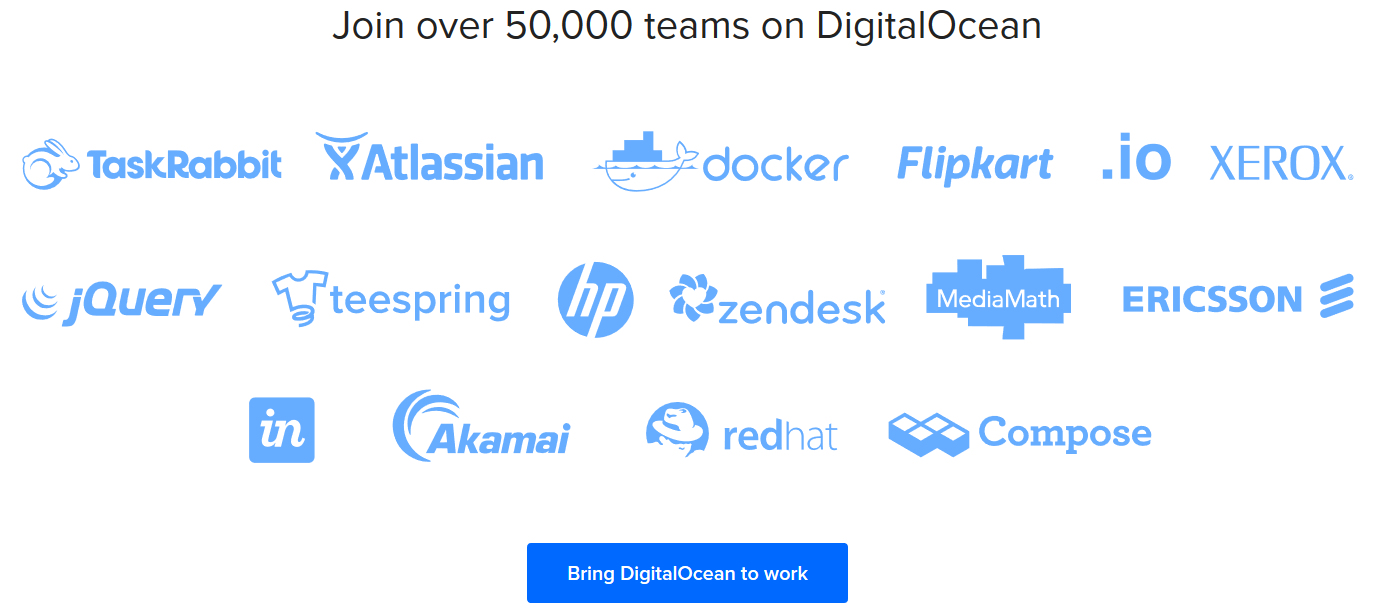 Join over 50,000 teams on DigitalOcean
TaskRabbit Atlassian docker Flipkart .io XEROX®
jQuery teespring hp zendesk® MediaMath ERICSSON
in Akamai redhat Compose
Bring DigitalOcean to work